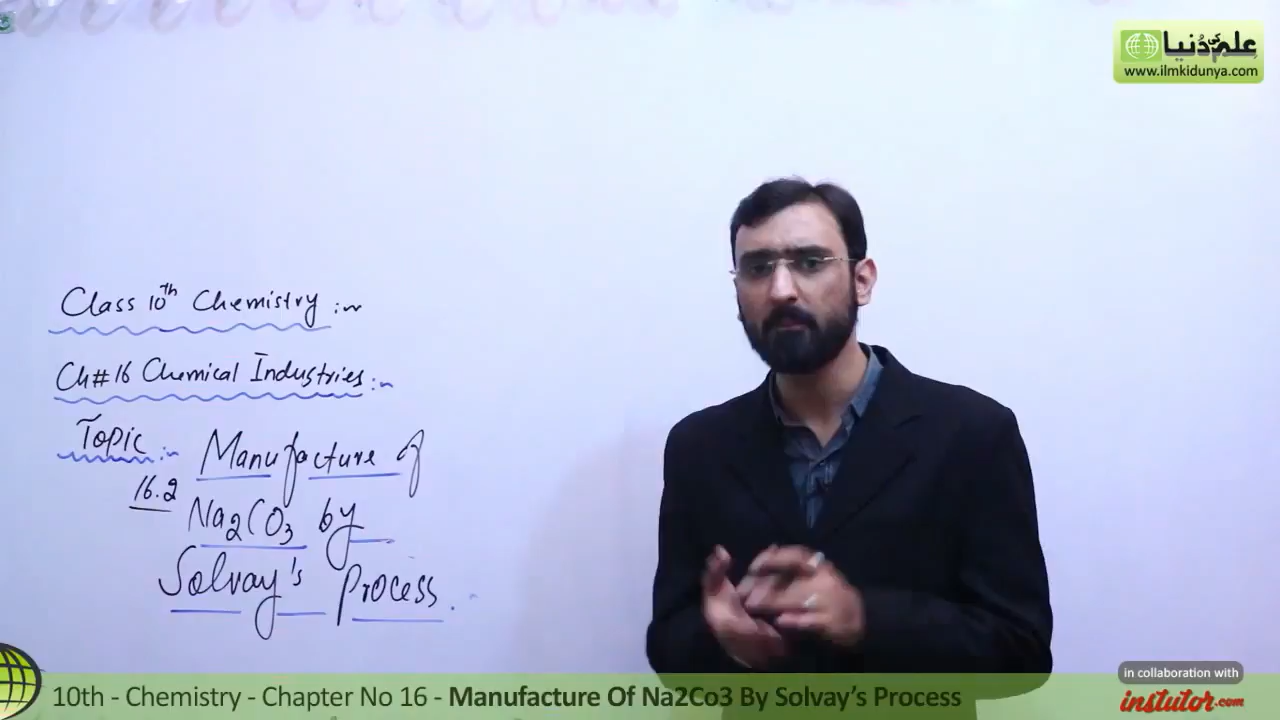 علم کی دُنیا
www.ilmkidunya.com
Class 10th Chemistry :~
Ch#16 Chemical Industries :~
Topic :~ Manufacture of
16.2
Na2CO3 by
Solvay's Process.
in collaboration with
10th - Chemistry - Chapter No 16 - Manufacture Of Na2Co3 By Solvay’s Process
instutor.com